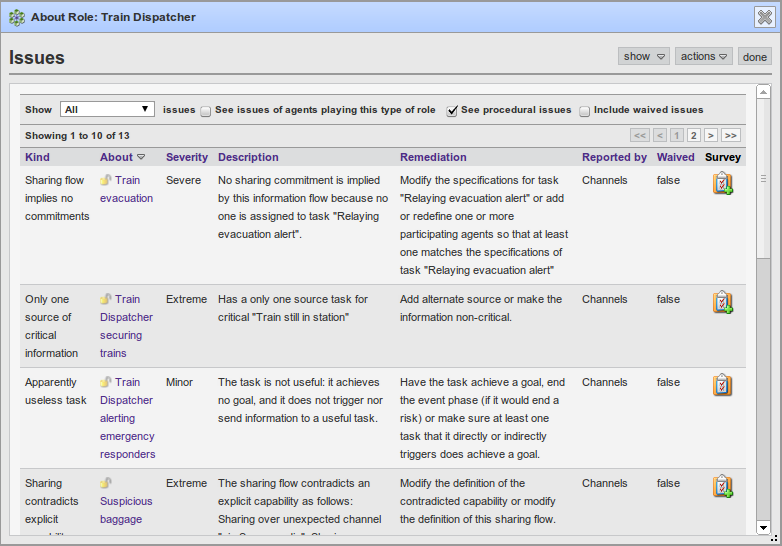 About Role: Train Dispatcher
Issues
show
actions
done
Show All issues See issues of agents playing this type of role See procedural issues Include waived issues
Showing 1 to 10 of 13
<< < 1 2 > >>
Kind About Severity Description Remediation Reported by Waived Survey
Sharing flow
implies no
commitments
Train
evacuation
Severe
No sharing commitment is implied
by this information flow because no
one is assigned to task "Relaying
evacuation alert".
Modify the specifications for task
"Relaying evacuation alert" or add
or redefine one or more
participating agents so that at least
one matches the specifications of
task "Relaying evacuation alert"
Channels
false
Only one
source of
critical
information
Train
Dispatcher
securing
trains
Extreme
Has a only one source task for
critical "Train still in station"
Add alternate source or make the
information non-critical.
Channels
false
Apparently
useless task
Train
Dispatcher
alerting
emergency
responders
Minor
The task is not useful: it achieves
no goal, and it does not trigger nor
send information to a useful task.
Have the task achieve a goal, end
the event phase (if it would end a
risk) or make sure at least one
task that it directly or indirectly
triggers does achieve a goal.
Channels
false
Sharing
contradicts
explicit
Suspicious
baggage
Extreme
The sharing flow contradicts an
explicit capability as follows:
Sharing over unexpected channel
Modify the definition of the
contradicted capability or modify
the definition of this sharing flow.
Channels
false